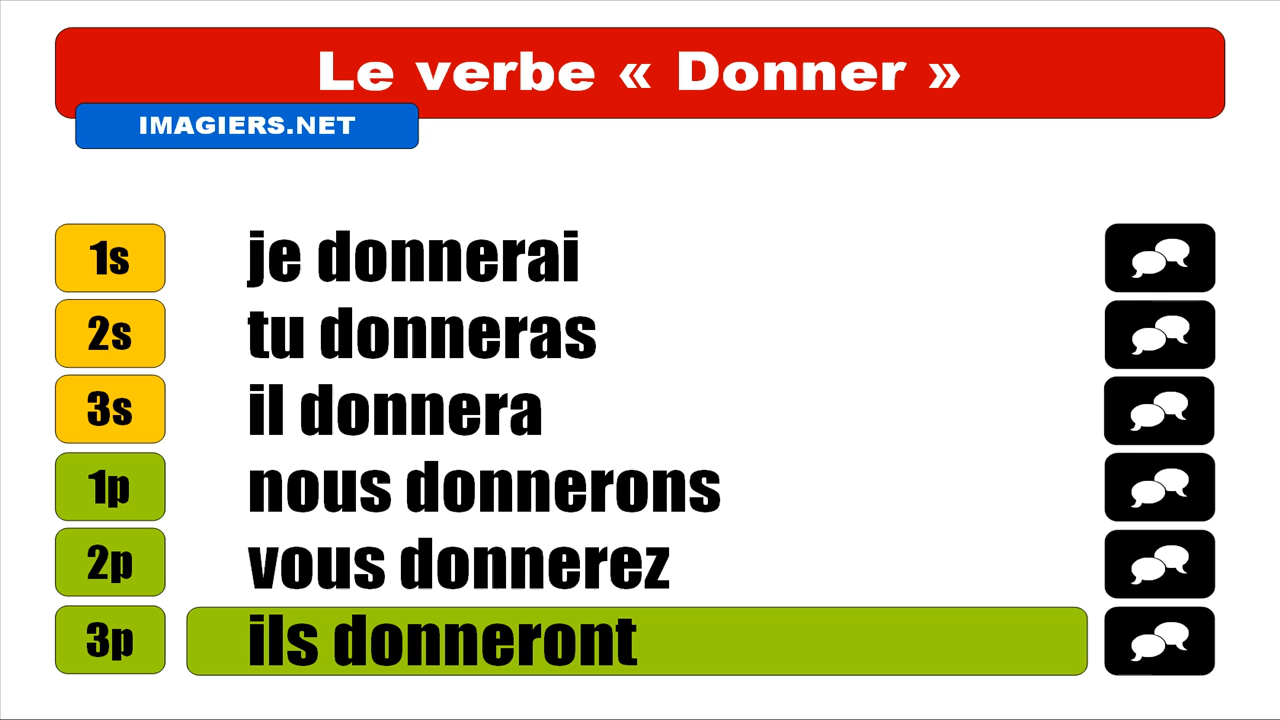 Le verbe « Donner »
IMAGIERS.NET
1s je donnerai
2s tu donneras
3s il donnera
1p nous donnerons
2p vous donnerez
3p ils donneront